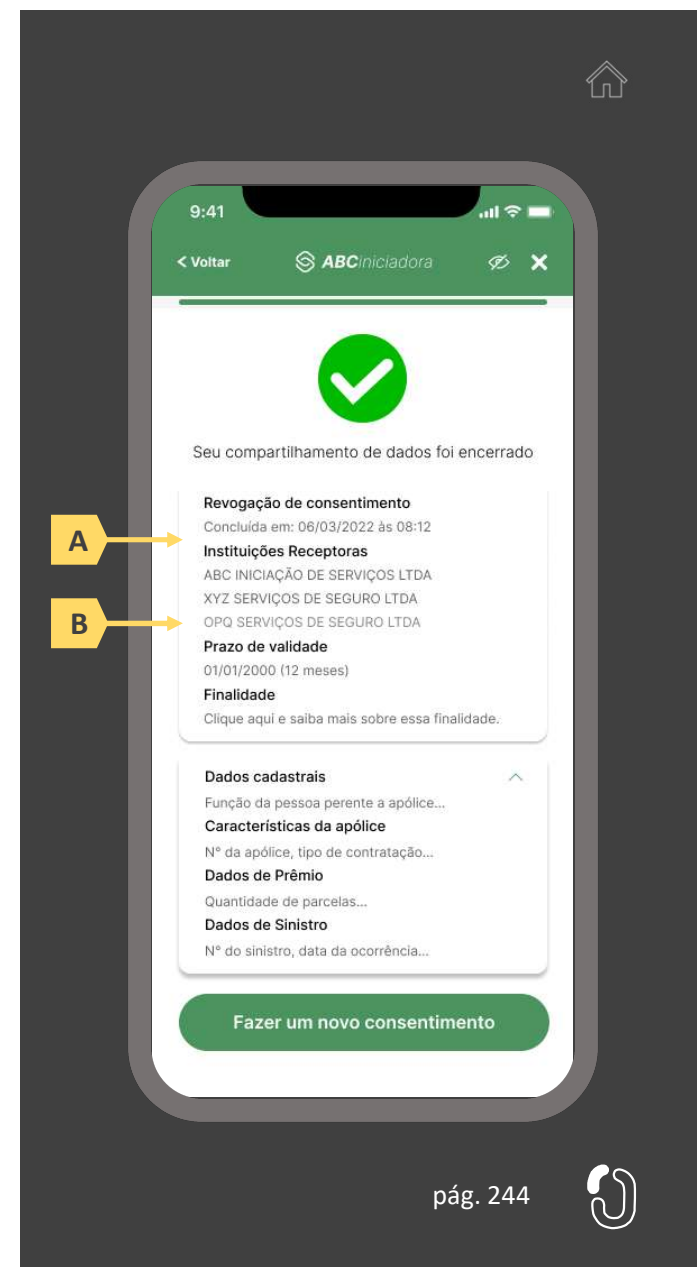 9:41
< Voltar
ABCIniciadora
Seu compartilhamento de dados foi encerrado
Revogação de consentimento
Concluída em: 06/03/2022 às 08:12
A
Instituições Receptoras
ABC INICIAÇÃO DE SERVIÇOS LTDA
XYZ SERVIÇOS DE SEGURO LTDA
B
OPQ SERVIÇOS DE SEGURO LTDA
Prazo de validade
01/01/2000 (12 meses)
Finalidade
Clique aqui e saiba mais sobre essa finalidade.
Dados cadastrais
Função da pessoa perente a apólice...
Características da apólice
N° da apólice, tipo de contratação...
Dados de Prêmio
Quantidade de parcelas...
Dados de Sinistro
N° do sinistro, data da ocorrência...
Fazer um novo consentimento
pág. 244